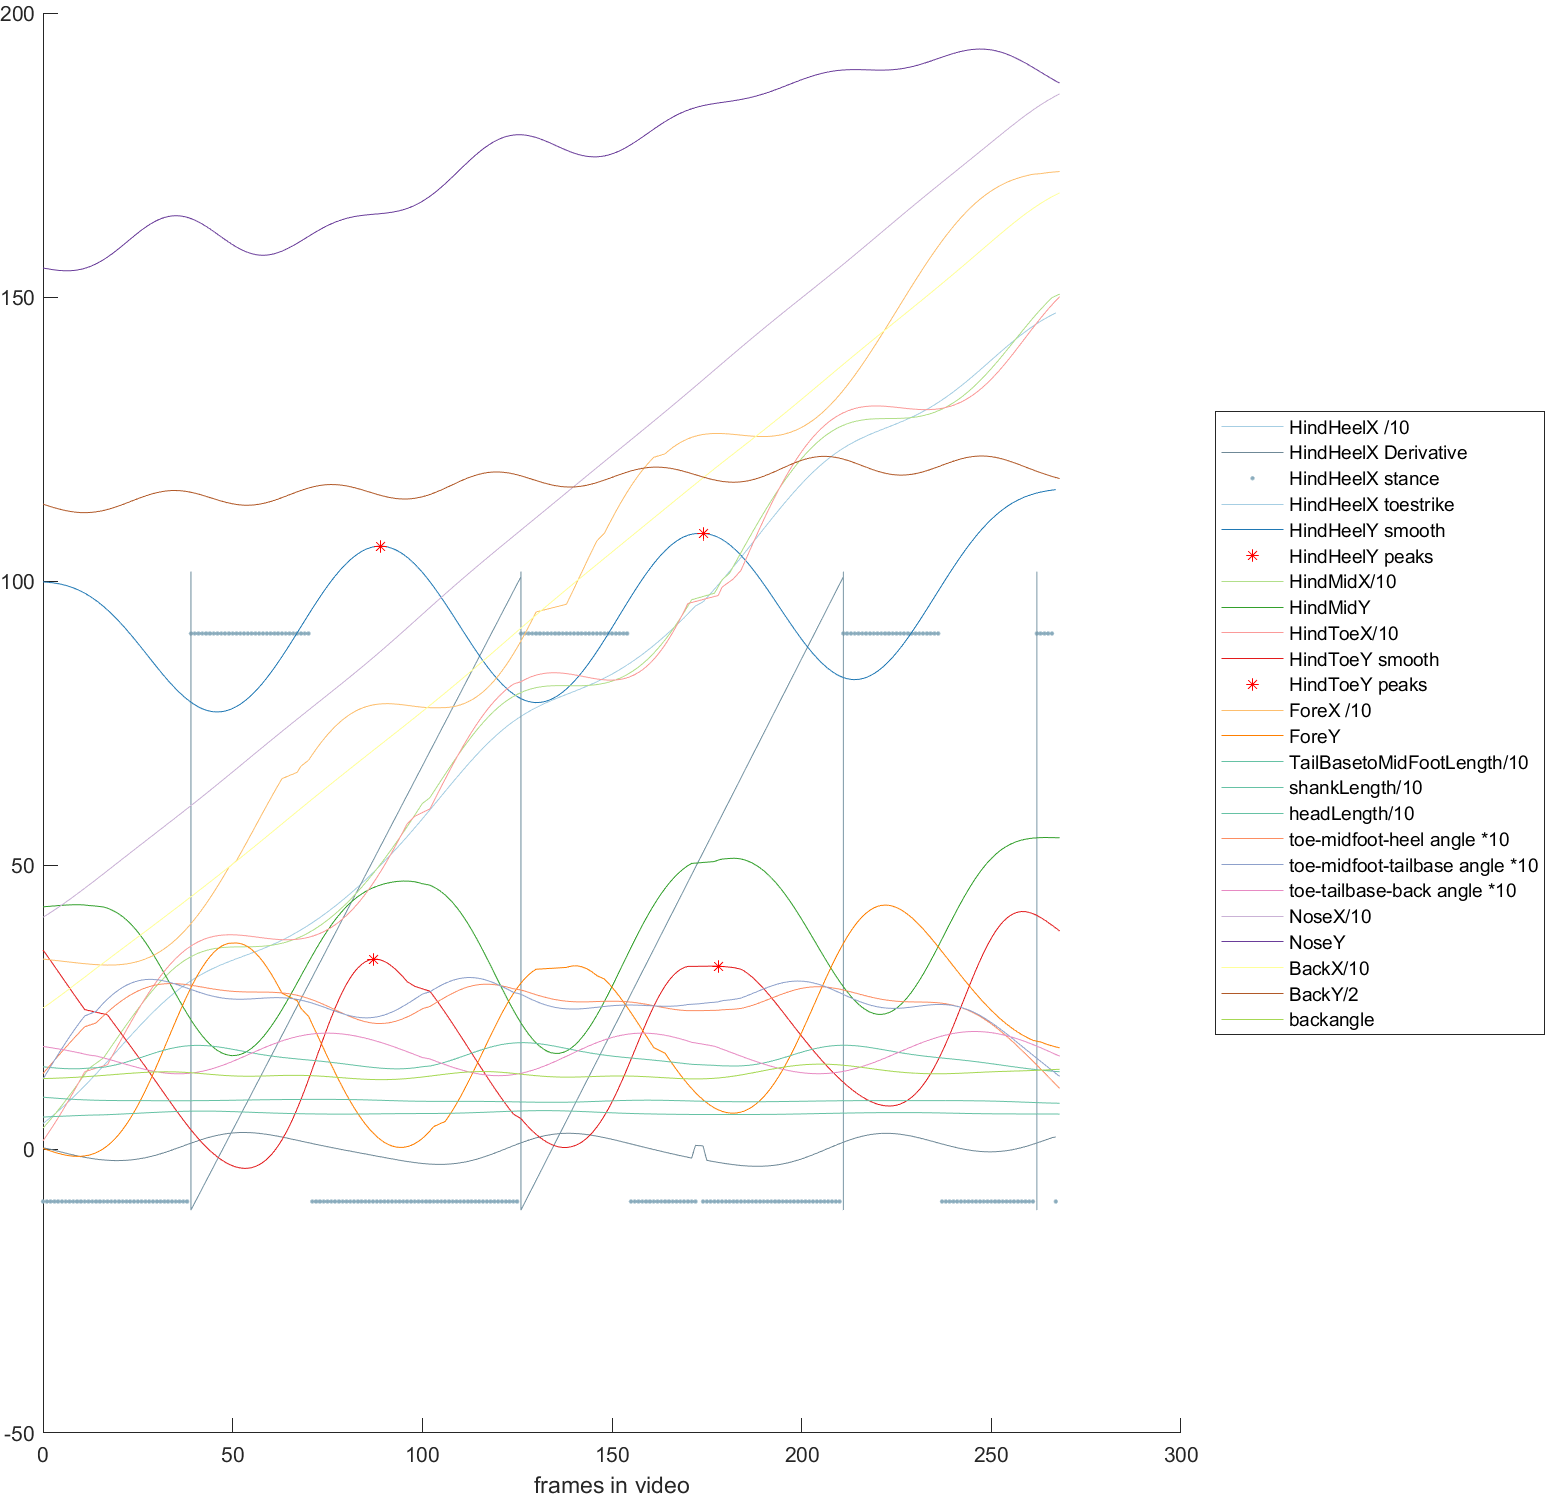 200
150
100
50
0
-50
0 50 100 150 200 250 300
frames in video
HindHeelX /10
HindHeelX Derivative
HindHeelX stance
HindHeelX toestrike
HindHeelY smooth
HindHeelY peaks
HindMidX/10
HindMidY
HindToeX/10
HindToeY smooth
HindToeY peaks
ForeX /10
ForeY
TailBasetoMidFootLength/10
shankLength/10
headLength/10
toe-midfoot-heel angle *10
toe-midfoot-tailbase angle *10
toe-tailbase-back angle *10
NoseX/10
NoseY
BackX/10
BackY/2
backangle